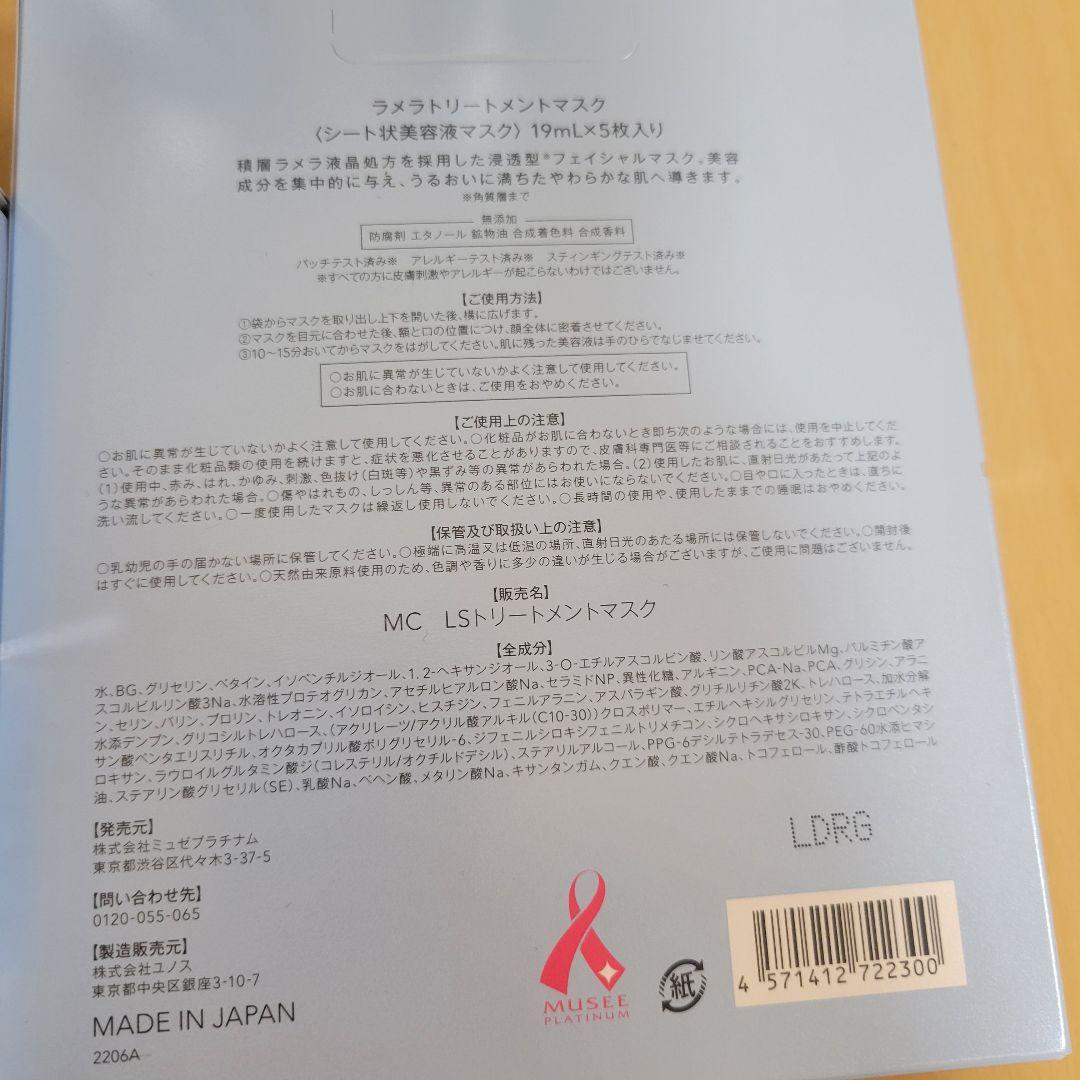 ラメラトリートメントマスク
〈シート状美容液マスク〉 19mL×5枚入り
積層ラメラ液晶処方を採用した浸透型※フェイシャルマスク。美容
成分を集中的に与え、うるおいに満ちたやわらかな肌へ導きます。
※角質層まで
無添加
防腐剤 エタノール 鉱物油 合成着色料 合成香料
パッチテスト済み※ アレルギーテスト済み※ スティンギングテスト済み※
※すべての方に皮膚刺激やアレルギーが起こらないわけではございません。
【ご使用方法】
①袋からマスクを取り出し上下を開いた後、横に広げます。
②マスクを目元に合わせた後、額と口の位置につけ、顔全体に密着させてください。
③10〜15分おいてからマスクをはがしてください。肌に残った美容液は手のひらでなじませてください。
○お肌に異常が生じていないかよく注意して使用してください。
○お肌に合わないときは、ご使用をおやめください。
【ご使用上の注意】
○お肌に異常が生じていないかよく注意して使用してください。○化粧品がお肌に合わないとき即ち次のような場合には、使用を中止してくだ
さい。そのまま化粧品類の使用を続けますと、症状を悪化させることがありますので、皮膚科専門医等にご相談されることをおすすめします。
(1)使用中、赤み、はれ、かゆみ、刺激、色抜け(白斑等)や黒ずみ等の異常があらわれた場合。(2)使用したお肌に、直射日光があたって上記のよ
うな異常があらわれた場合。○傷やはれもの、しっしん等、異常のある部位にはお使いにならないでください。○目や口に入ったときは、直ちに
洗い流してください。○一度使用したマスクは繰返し使用しないでください。○長時間の使用や、使用したままでの睡眠はおやめください。
【保管及び取扱い上の注意】
○乳幼児の手の届かない場所に保管してください。○極端に高温又は低温の場所、直射日光のあたる場所には保管しないでください。○開封後
はすぐに使用してください。○天然由来原料使用のため、色調や香りに多少の違いが生じる場合がございますが、ご使用に問題はございません。
【販売名】
MC LSトリートメントマスク
【全成分】
水、BG、グリセリン、ベタイン、イソペンチルジオール、1,2-ヘキサンジオール、3-O-エチルアスコルビン酸、リン酸アスコルビルMg、パルミチン酸ア
スコルビルリン酸3Na、水溶性プロテオグリカン、アセチルヒアルロン酸Na、セラミドNP、異性化糖、アルギニン、PCA-Na、PCA、グリシン、アラニ
ン、セリン、バリン、プロリン、トレオニン、イソロイシン、ヒスチジン、フェニルアラニン、アスパラギン酸、グリチルリチン酸2K、トレハロース、加水分解
水添デンプン、グリコシルトレハロース、(アクリレーツ/アクリル酸アルキル(C10-30))クロスポリマー、エチルヘキシルグリセリン、テトラエチルヘキ
サン酸ペンタエリスリチル、オクタカプリル酸ポリグリセリル-6、ジフェニルシロキシフェニルトリメチコン、シクロヘキサシロキサン、シクロペンタシ
ロキサン、ラウロイルグルタミン酸ジ(コレステリル/オクチルドデシル)、ステアリルアルコール、PPG-6デシルテトラデセス-30、PEG-60水添ヒマシ
油、ステアリン酸グリセリル(SE)、乳酸Na、ベヘン酸、メタリン酸Na、キサンタンガム、クエン酸、クエン酸Na、トコフェロール、酢酸トコフェロール
【発売元】
株式会社ミュゼプラチナム
東京都渋谷区代々木3-37-5
LDRG
【問い合わせ先】
0120-055-065
【製造販売元】
株式会社ユノス
東京都中央区銀座3-10-7
MADE IN JAPAN
2206A
MUSEE
PLATINUM
紙
4 571412 722300